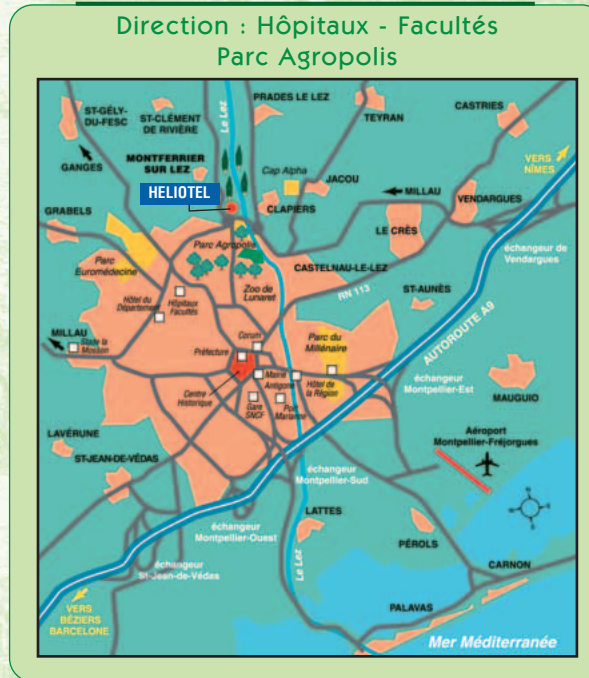 Direction : Hôpitaux - Facultés
Parc Agropolis
Le Lez
PRADES LE LEZ
ST-GÉLY-
DU-FESC
ST-CLÉMENT
DE RIVIÈRE
TEYRAN
CASTRIES
GANGES
MONTFERRIER
SUR LEZ
Cap Alpha
VERS
NÎMES
HELIOTEL
JACOU
MILLAU
CLAPIERS
VENDARGUES
GRABELS
LE CRÈS
Parc Agropolis
Parc
Euromédecine
échangeur de
Vendargues
CASTELNAU-LE-LEZ
Zoo de
Lunaret
RN 113
ST-AUNÈS
Hôtel du
Département
Hôpitaux
Facultés
AUTOROUTE A9
MILLAU
Stade la
Mosson
Corum
Parc du
Millénaire
Préfecture
Mairie
Antigone
Hôtel de
la Région
échangeur
Montpellier-Est
MAUGUIO
Centre
Historique
Gare
SNCF
Port
Marianne
LAVÉRUNE
Aéroport
Montpellier-Fréjorgues
ST-JEAN-DE-VÉDAS
échangeur
Montpellier-Sud
LATTES
échangeur
Montpellier-Ouest
PÉROLS
échangeur
St-Jean-de-Védas
Le Lez
CARNON
VERS
BÉZIERS
BARCELONE
PALAVAS
Mer Méditerranée